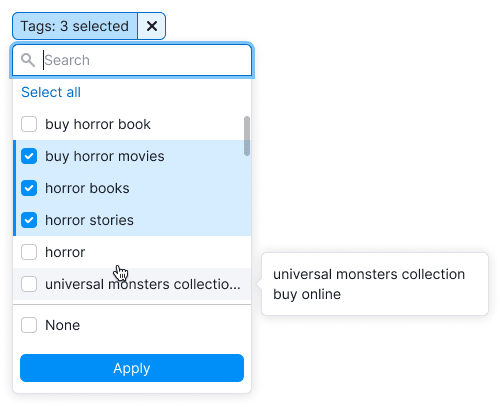 Tags: 3 selected
Search
Select all
buy horror book
buy horror movies
horror books
horror stories
horror
universal monsters collectio...
universal monsters collection
buy online
None
Apply